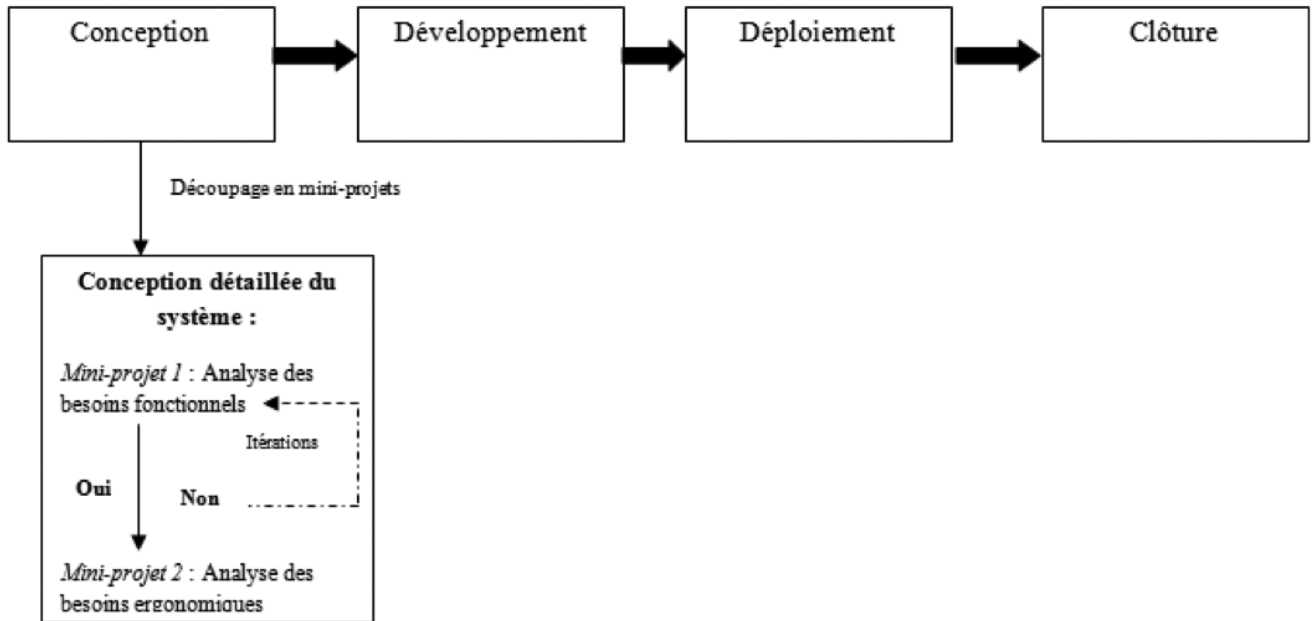 Conception
Développement
Déploiement
Clôture
Découpage en mini-projets
Conception détaillée du
système :
Mini-projet 1 : Analyse des
besoins fonctionnels
Itérations
Oui
Non
Mini-projet 2 : Analyse des
besoins ergonomiques